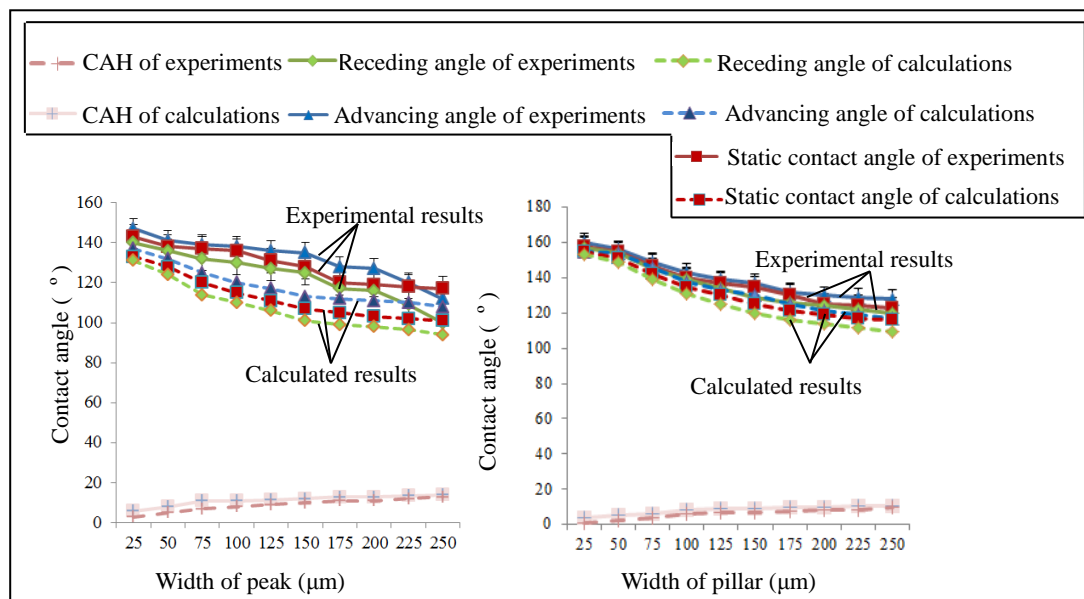 CAH of experiments Receding angle of experiments Receding angle of calculations
CAH of calculations Advancing angle of experiments Advancing angle of calculations
Static contact angle of experiments
Static contact angle of calculations
Contact angle ( º)
160
140
120
100
80
60
40
20
0
Experimental results
Calculated results
25 50 75 100 125 150 175 200 225 250
Width of peak (μm)
Contact angle ( º)
180
160
140
120
100
80
60
40
20
0
Experimental results
Calculated results
25 50 75 100 125 150 175 200 225 250
Width of pillar (μm)